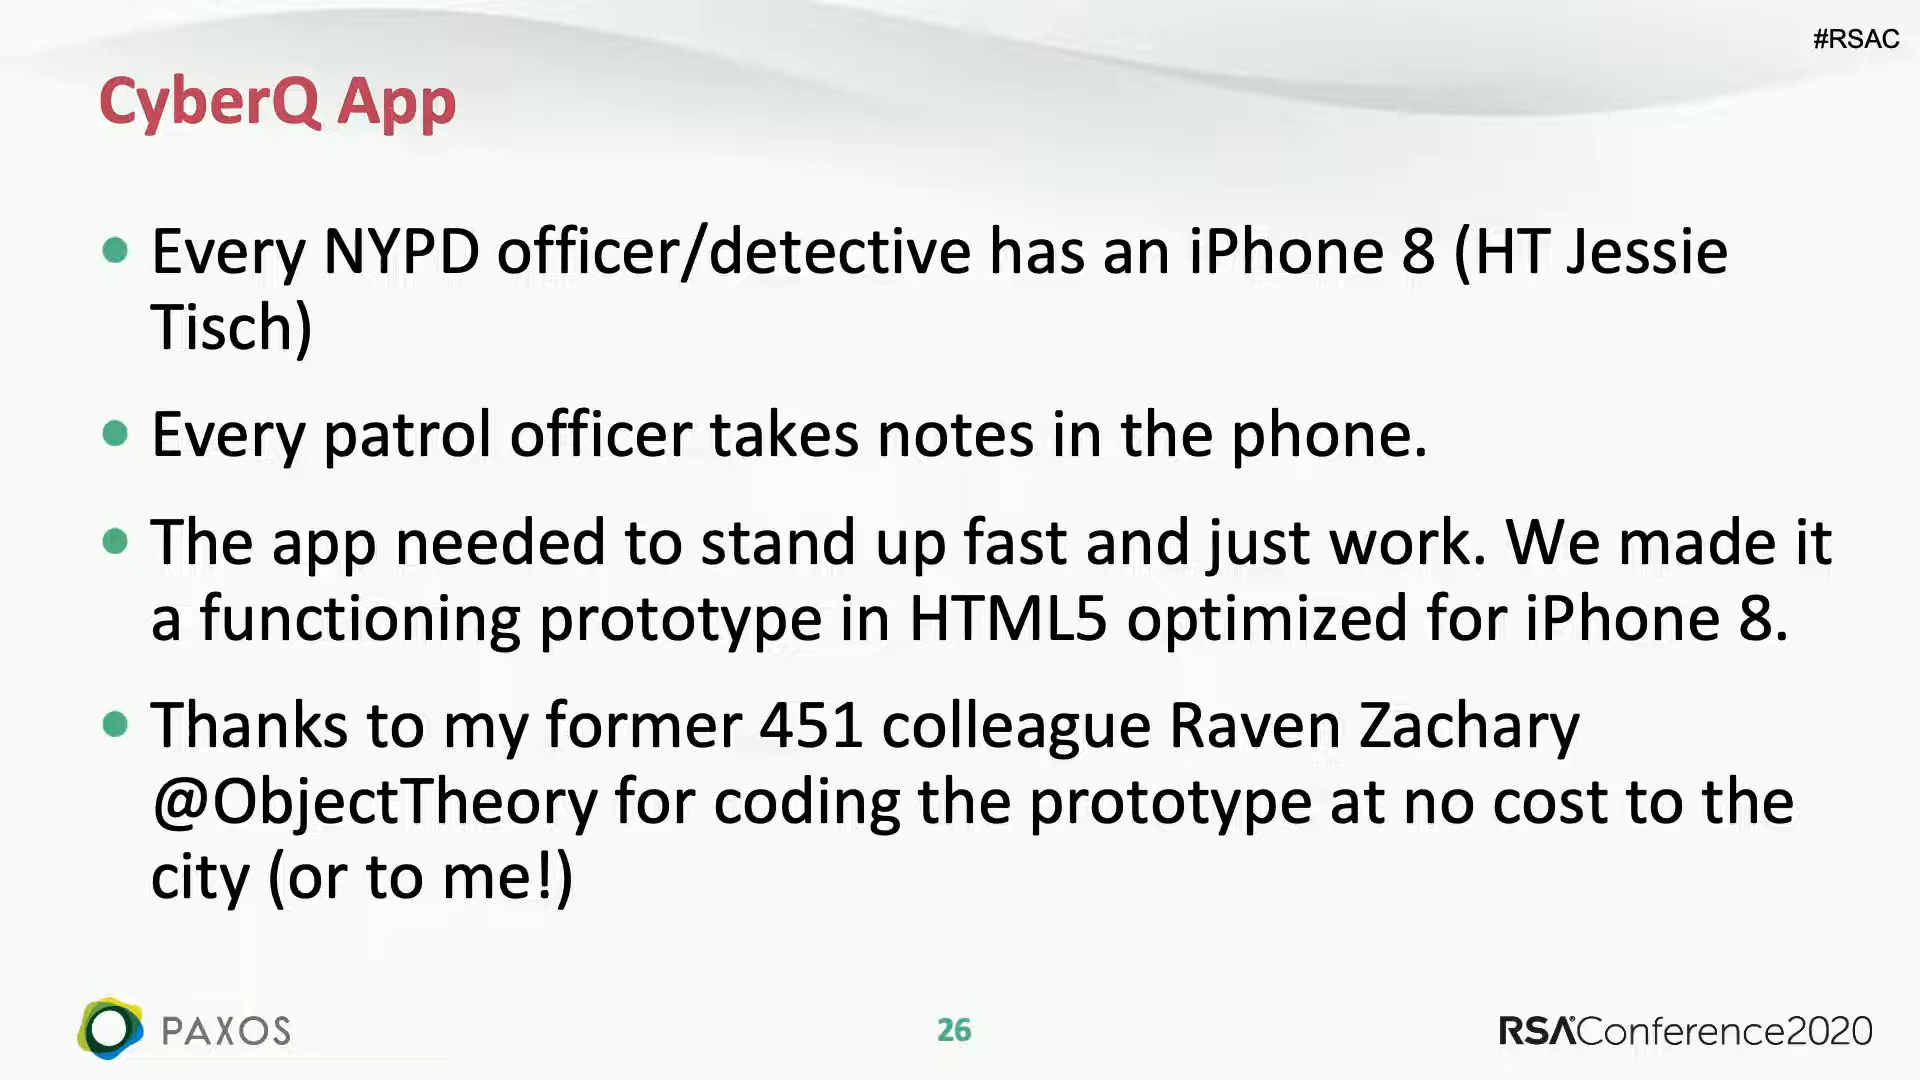 #RSAC
CyberQ App
• Every NYPD officer/detective has an iPhone 8 (HT Jessie
Tisch)
• Every patrol officer takes notes in the phone.
• The app needed to stand up fast and just work. We made it
a functioning prototype in HTML5 optimized for iPhone 8.
• Thanks to my former 451 colleague Raven Zachary
@ObjectTheory for coding the prototype at no cost to the
city (or to me!)
PAXOS
26
RSAConference2020